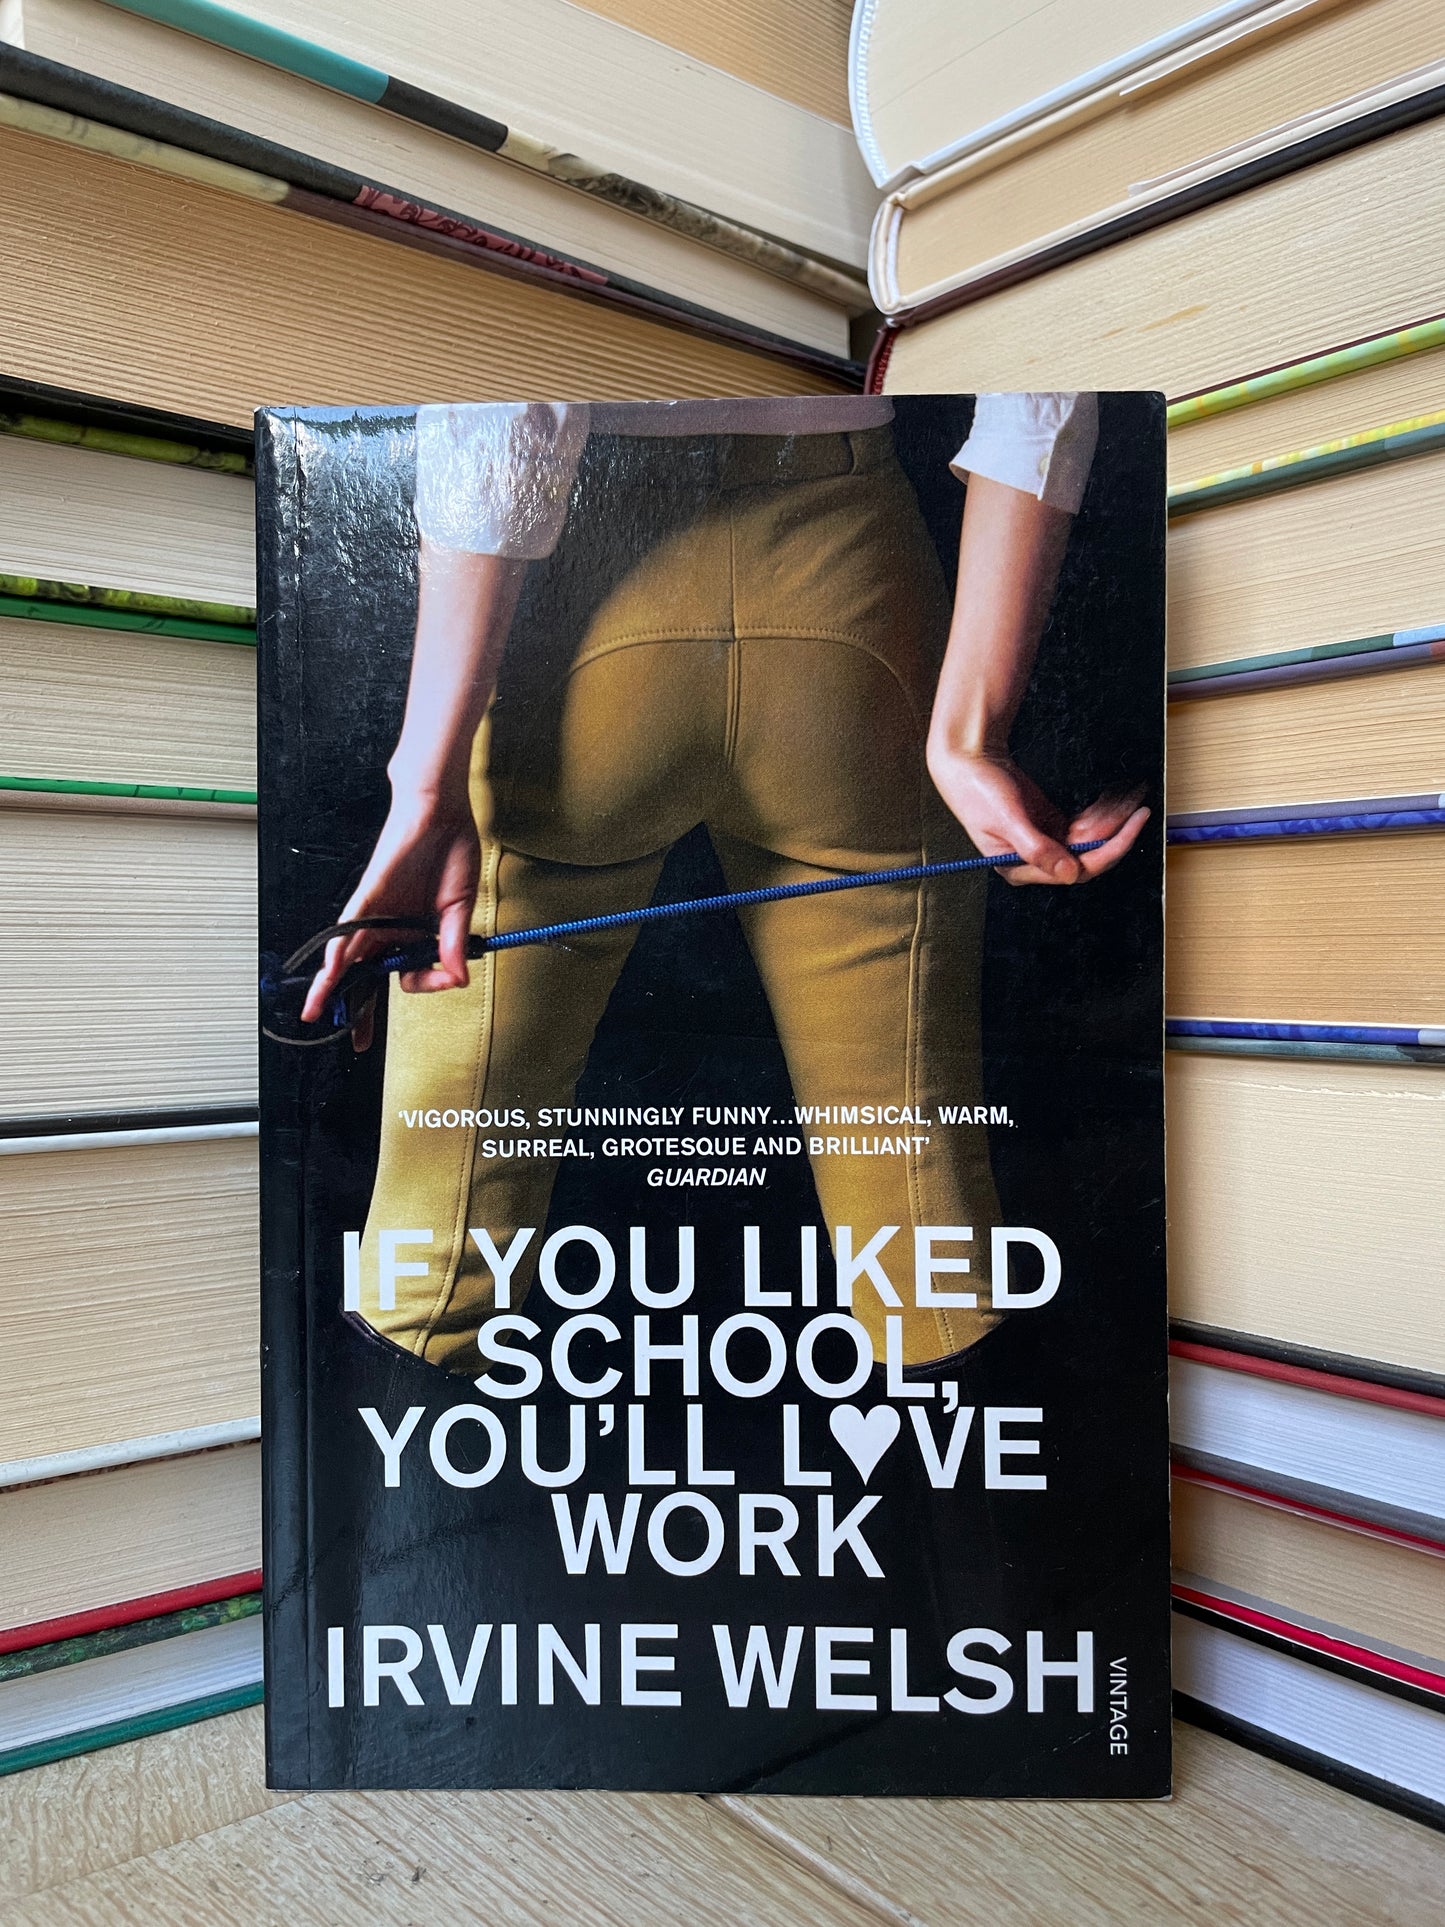 ‘VIGOROUS, STUNNINGLY FUNNY...WHIMSICAL, WARM,
SURREAL, GROTESQUE AND BRILLIANT’
GUARDIAN
IF YOU LIKED
SCHOOL,
YOU’LL L♥VE
WORK
IRVINE WELSH
VINTAGE